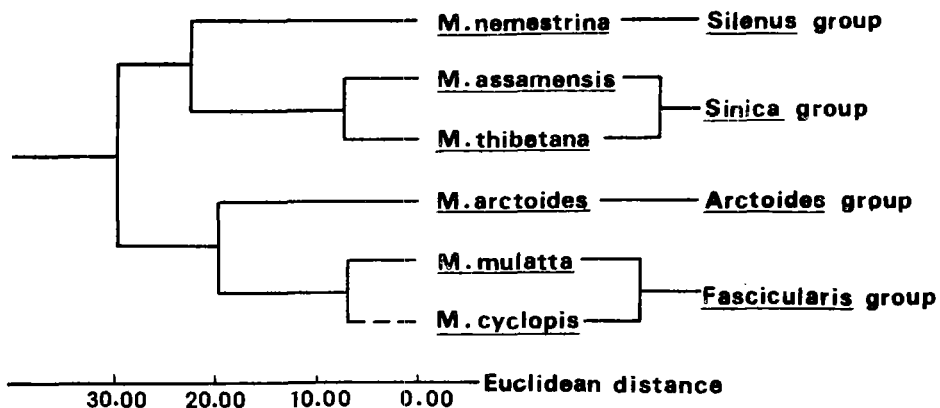 M.nemestrina Silenus group
M.assamensis
Sinica group
M.thibetana
M.arctoides Arctoides group
M.mulatta
Fascicularis group
M.cyclopis
Euclidean distance
30.00 20.00 10.00 0.00